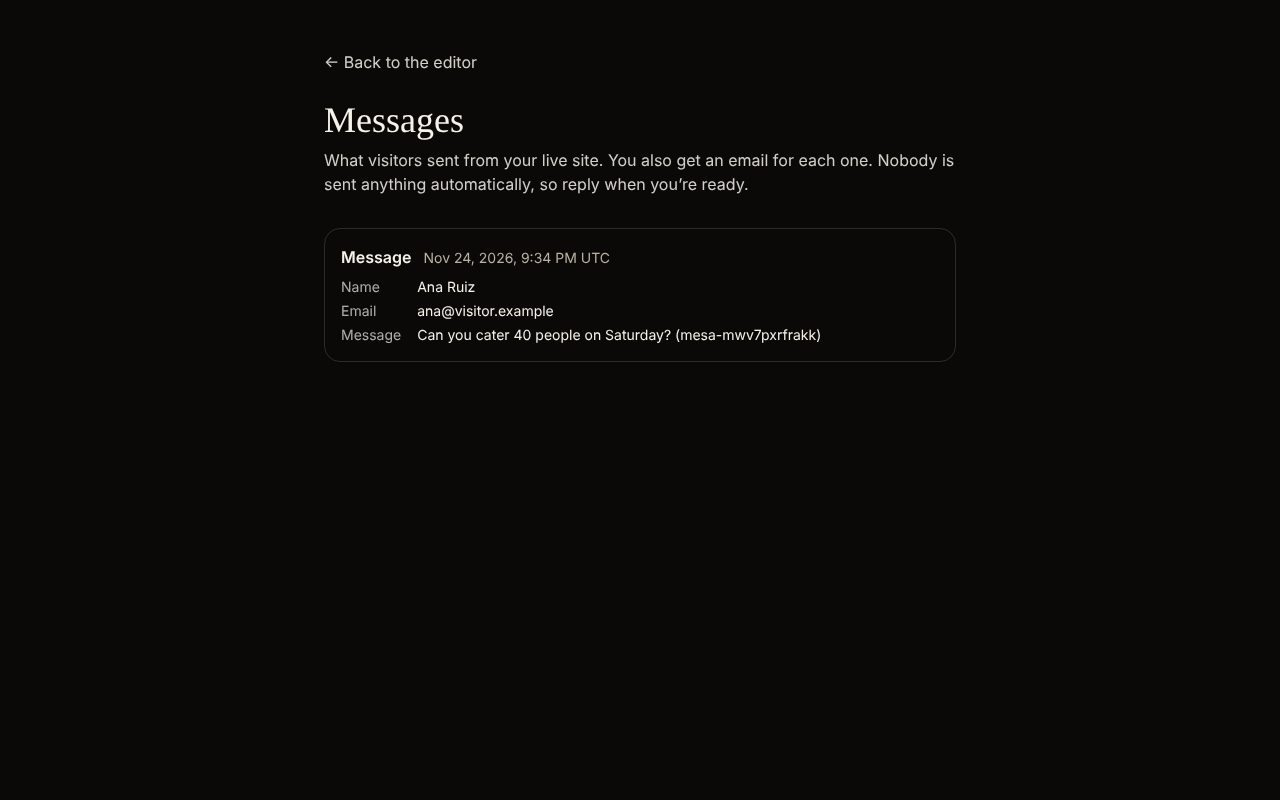 ← Back to the editor
Messages
What visitors sent from your live site. You also get an email for each one. Nobody is
sent anything automatically, so reply when you’re ready.
Message Nov 24, 2026, 9:34 PM UTC
Name Ana Ruiz
Email ana@visitor.example
Message Can you cater 40 people on Saturday? (mesa-mwv7pxrfrakk)